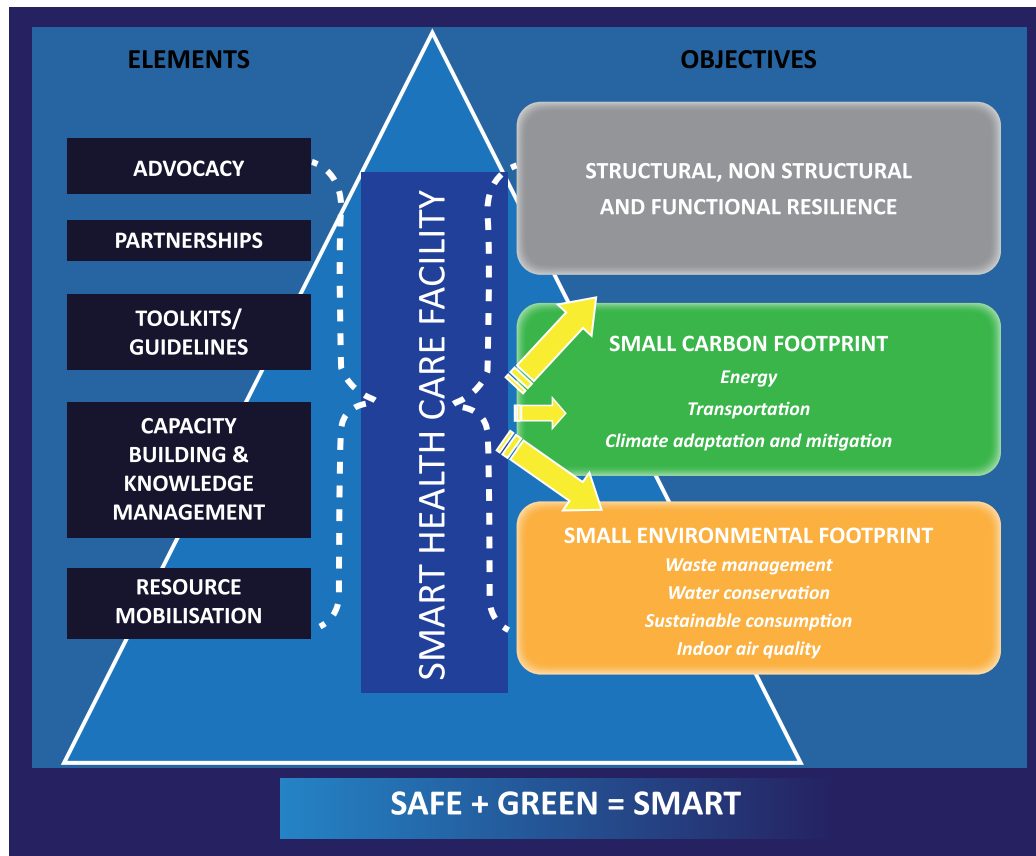 ELEMENTS
OBJECTIVES
ADVOCACY
PARTNERSHIPS
TOOLKITS/
GUIDELINES
CAPACITY
BUILDING &
KNOWLEDGE
MANAGEMENT
RESOURCE
MOBILISATION
SMART HEALTH CARE FACILITY
STRUCTURAL, NON STRUCTURAL
AND FUNCTIONAL RESILIENCE
SMALL CARBON FOOTPRINT
Energy
Transportation
Climate adaptation and mitigation
SMALL ENVIRONMENTAL FOOTPRINT
Waste management
Water conservation
Sustainable consumption
Indoor air quality
SAFE + GREEN = SMART